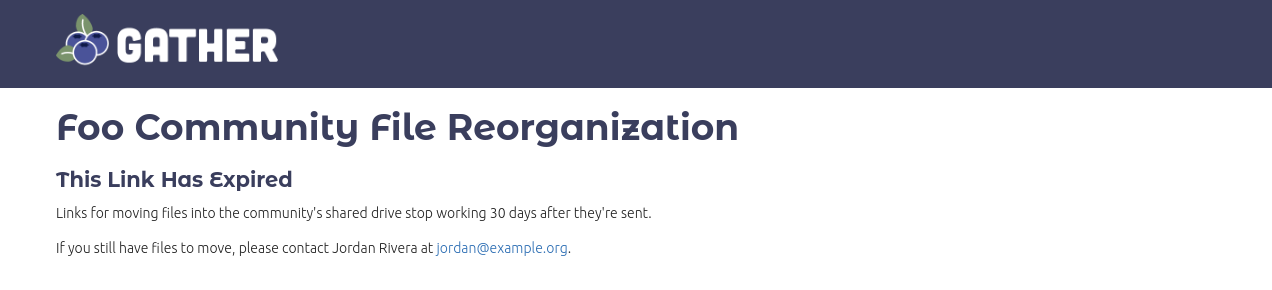 GATHER
Foo Community File Reorganization
This Link Has Expired
Links for moving files into the community's shared drive stop working 30 days after they're sent.
If you still have files to move, please contact Jordan Rivera at jordan@example.org.